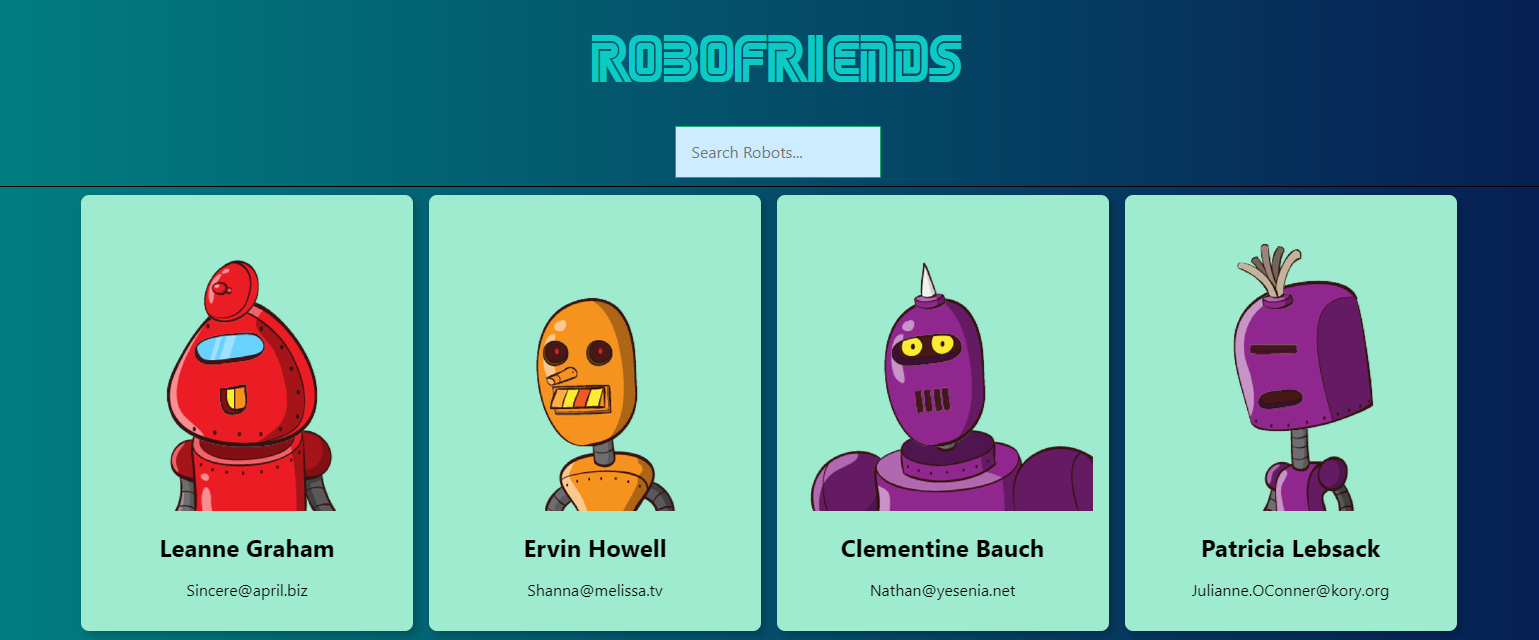 ROBOFRIENDS
Search Robots...
Leanne Graham
Sincere@april.biz
Ervin Howell
Shanna@melissa.tv
Clementine Bauch
Nathan@yesenia.net
Patricia Lebsack
Julianne.OConner@kory.org